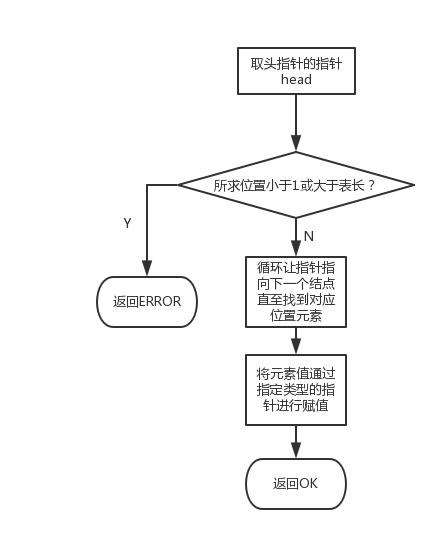 取头指针的指针
head
所求位置小于1或大于表长？
Y
N
循环让指针指
向下一个结点
直至找到对应
位置元素
返回ERROR
将元素值通过
指定类型的指
针进行赋值
返回OK